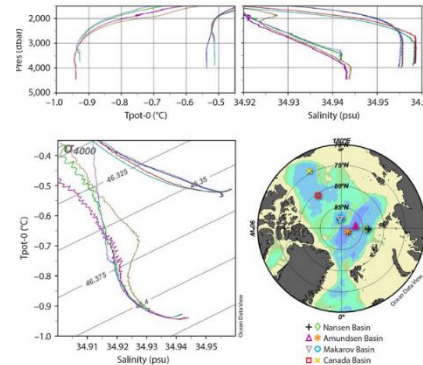 2,000
3,000
4,000
5,000
Pres (dbar)
-1.0 -0.9 -0.8 -0.7 -0.6 -0.5
Tpot-0 (°C)
34.92 34.93 34.94 34.95
Salinity (psu)
σ4000
-0.4
-0.5
-0.6
-0.7
-0.8
-0.9
-1.0
Tpot-0 (°C)
46.325
46.35
46.375
46.4
34.91 34.92 34.93 34.94 34.95
Salinity (psu)
Ocean Data View
180°E
75°N
80°N
85°N
90°W
0°
Ocean Data View
Nansen Basin
Amundsen Basin
Makarov Basin
Canada Basin